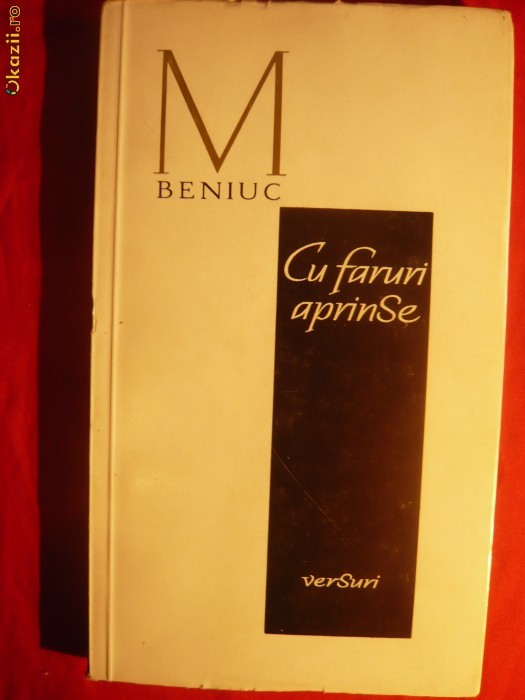 Okazii.ro
M
BENIUC
Cu faruri
aprinSe
verSuri